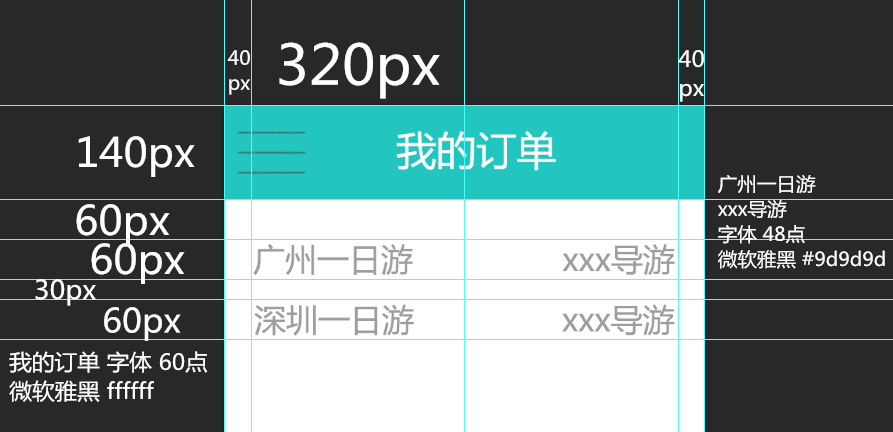 40
px
320px
40
px
140px
我的订单
60px
60px
30px
60px
广州一日游
xxx导游
深圳一日游
xxx导游
广州一日游
xxx导游
字体 48点
微软雅黑 #9d9d9d
我的订单 字体 60点
微软雅黑 ffffff